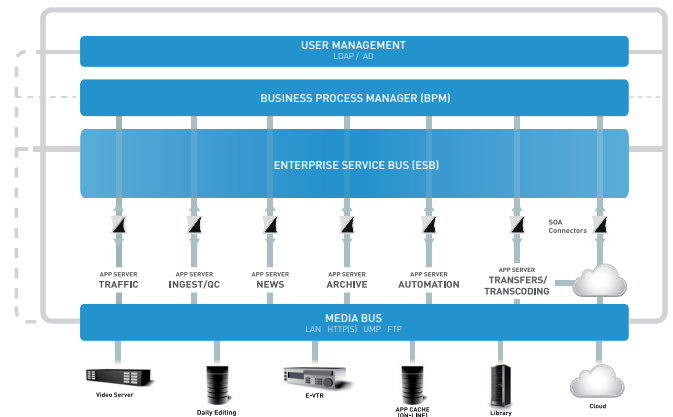 USER MANAGEMENT
LDAP / AD
BUSINESS PROCESS MANAGER (BPM)
ENTERPRISE SERVICE BUS (ESB)
SOA
Connectors
APP SERVER
TRAFFIC
APP SERVER
INGEST/QC
APP SERVER
NEWS
APP SERVER
ARCHIVE
APP SERVER
AUTOMATION
APP SERVER
TRANSFERS/
TRANSCODING
MEDIA BUS
LAN HTTP(S) UMP FTP
Video Server
Daily Editing
E-VTR
APP CACHE
(ON-LINE)
Library
Cloud